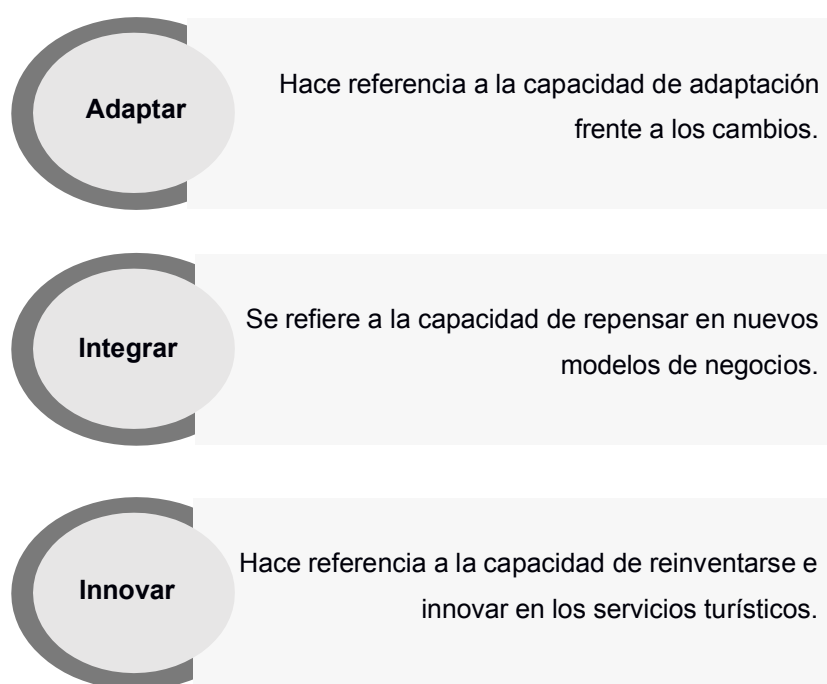 Adaptar
Hace referencia a la capacidad de adaptación
frente a los cambios.
Integrar
Se refiere a la capacidad de repensar en nuevos
modelos de negocios.
Innovar
Hace referencia a la capacidad de reinventarse e
innovar en los servicios turísticos.